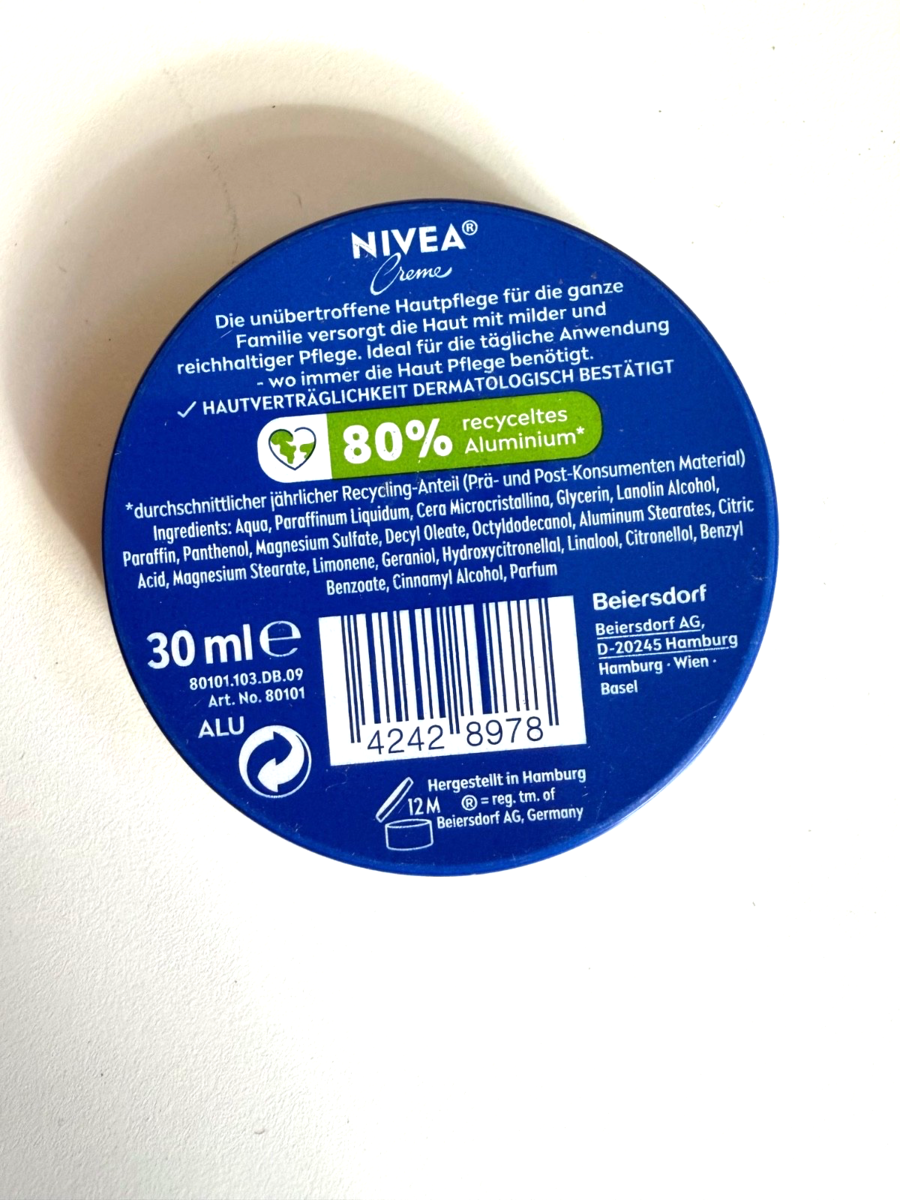 NIVEA®
Creme
Die unübertroffene Hautpflege für die ganze
Familie versorgt die Haut mit milder und
reichhaltiger Pflege. Ideal für die tägliche Anwendung
- wo immer die Haut Pflege benötigt.
✓ HAUTVERTRÄGLICHKEIT DERMATOLOGISCH BESTÄTIGT
80% recyceltes
Aluminium*
*durchschnittlicher jährlicher Recycling-Anteil (Prä- und Post-Konsumenten Material)
Ingredients: Aqua, Paraffinum Liquidum, Cera Microcristallina, Glycerin, Lanolin Alcohol,
Paraffin, Panthenol, Magnesium Sulfate, Decyl Oleate, Octyldodecanol, Aluminum Stearates, Citric
Acid, Magnesium Stearate, Limonene, Geraniol, Hydroxycitronellal, Linalool, Citronellol, Benzyl
Benzoate, Cinnamyl Alcohol, Parfum
30 ml ℮
80101.103.DB.09
Art. No. 80101
ALU
4242 8978
Beiersdorf
Beiersdorf AG,
D-20245 Hamburg
Hamburg · Wien ·
Basel
12M
Hergestellt in Hamburg
® = reg. tm. of
Beiersdorf AG, Germany